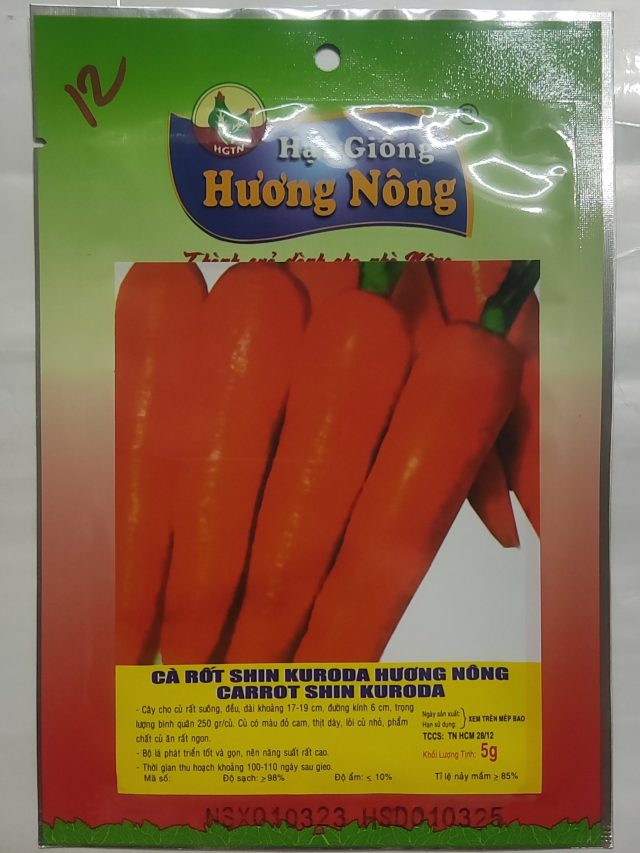 12
HGTN
Hạt Giống
Hương Nông
CÀ RỐT SHIN KURODA HƯƠNG NÔNG
CARROT SHIN KURODA
- Cây cho củ rất suông, đều, dài khoảng 17-19 cm, đường kính 6 cm, trọng
lượng bình quân 250 gr/củ. Củ có màu đỏ cam, thịt dày, lõi củ nhỏ, phẩm
chất củ ăn rất ngon.
- Bộ lá phát triển tốt và gọn, nên năng suất rất cao.
- Thời gian thu hoạch khoảng 100-110 ngày sau gieo.
Mã số: Độ sạch: ≥ 98% Độ ẩm: ≤ 10% Tỉ lệ nảy mầm ≥ 85%
Ngày sản xuất:
Hạn sử dụng:
XEM TRÊN MÉP BAO
TCCS: TN HCM 28/12
Khối Lượng Tịnh: 5g
NSX010323 HSD010325